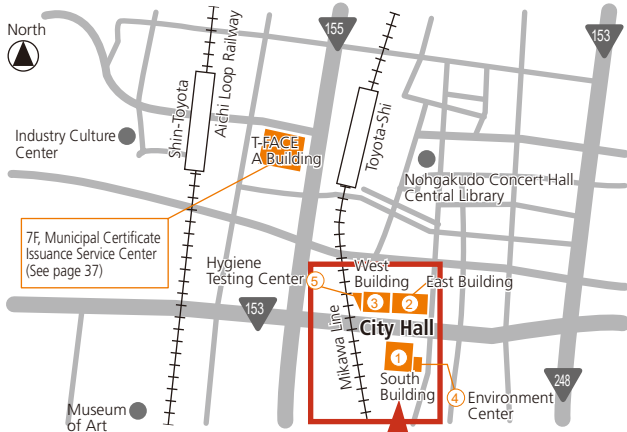 North
155
153
Shin-Toyota
Aichi Loop Railway
Toyota-Shi
Industry Culture
Center
T-FACE
A Building
Nohgakudo Concert Hall
Central Library
7F, Municipal Certificate
Issuance Service Center
(See page 37)
Hygiene
Testing Center
5
West
Building
East Building
3
2
153
City Hall
Mikawa Line
1
South
Building
4
Environment
Center
248
Museum
of Art